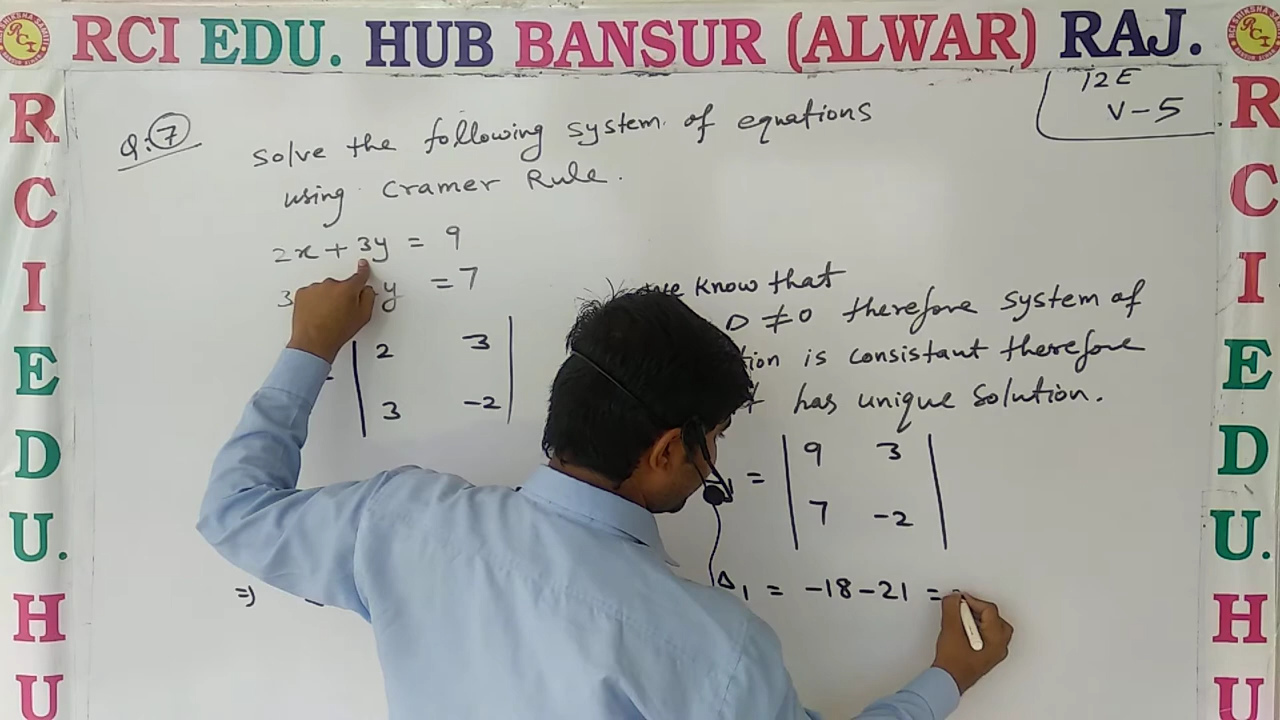 RCI EDU. HUB BANSUR (ALWAR) RAJ.
R
C
I
E
D
U.
H
U
R
C
I
E
D
U.
H
U
12E
V-5
Q.7
solve the following system of equations
using Cramer Rule.
2x + 3y = 9
3 y = 7
2 3
3 -2
⇒
we know that
D ≠ 0 therefore system of
tion is consistant therefore
has unique solution.
= 9 3
7 -2
Δ1 = -18-21 =